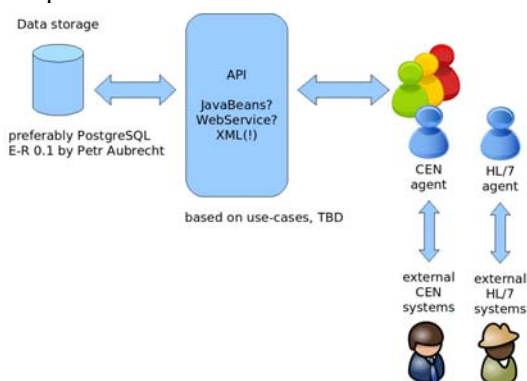 Data storage
preferably PostgreSQL
E-R 0.1 by Petr Aubrecht
API
JavaBeans?
WebService?
XML(!)
based on use-cases, TBD
CEN
agent
HL/7
agent
external
CEN
systems
external
HL/7
systems